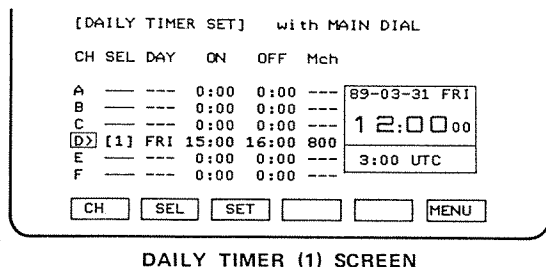 [DAILY TIMER SET] with MAIN DIAL
CH SEL DAY ON OFF Mch
A —— --- 0:00 0:00 ---
B —— --- 0:00 0:00 ---
C —— --- 0:00 0:00 ---
D> [1] FRI 15:00 16:00 800
E —— --- 0:00 0:00 ---
F —— --- 0:00 0:00 ---
89-03-31 FRI
12:00 00
3:00 UTC
CH SEL SET MENU
DAILY TIMER (1) SCREEN